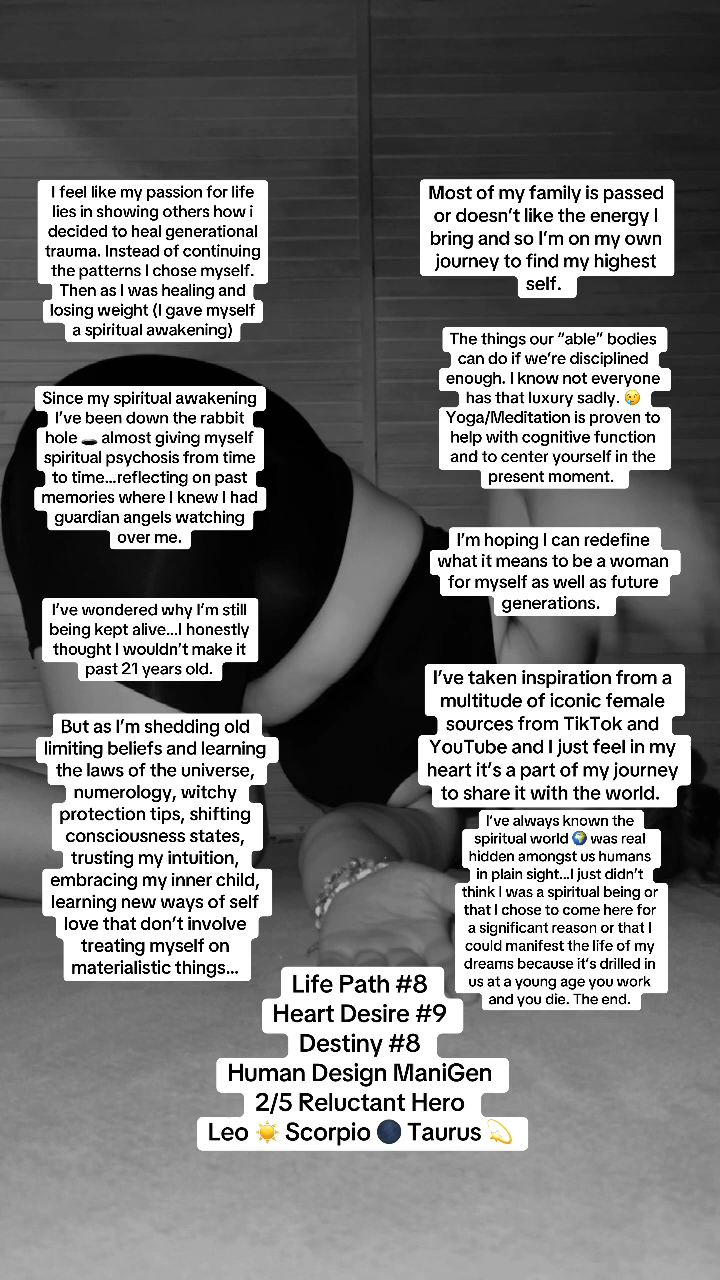 I feel like my passion for life
lies in showing others how i
decided to heal generational
trauma. Instead of continuing
the patterns I chose myself.
Then as I was healing and
losing weight (I gave myself
a spiritual awakening)
Since my spiritual awakening
I've been down the rabbit
hole 🕳️ almost giving myself
spiritual psychosis from time
to time...reflecting on past
memories where I knew I had
guardian angels watching
over me.
I've wondered why I'm still
being kept alive...I honestly
thought I wouldn't make it
past 21 years old.
But as I'm shedding old
limiting beliefs and learning
the laws of the universe,
numerology, witchy
protection tips, shifting
consciousness states,
trusting my intuition,
embracing my inner child,
learning new ways of self
love that don't involve
treating myself on
materialistic things...
Most of my family is passed
or doesn't like the energy I
bring and so I'm on my own
journey to find my highest
self.
The things our "able" bodies
can do if we're disciplined
enough. I know not everyone
has that luxury sadly. 😢
Yoga/Meditation is proven to
help with cognitive function
and to center yourself in the
present moment.
I'm hoping I can redefine
what it means to be a woman
for myself as well as future
generations.
I've taken inspiration from a
multitude of iconic female
sources from TikTok and
YouTube and I just feel in my
heart it's a part of my journey
to share it with the world.
I've always known the
spiritual world 🌍 was real
hidden amongst us humans
in plain sight...I just didn't
think I was a spiritual being or
that I chose to come here for
a significant reason or that I
could manifest the life of my
dreams because it's drilled in
us at a young age you work
and you die. The end.
Life Path #8
Heart Desire #9
Destiny #8
Human Design ManiGen
2/5 Reluctant Hero
Leo ☀️ Scorpio 🌑 Taurus 💫